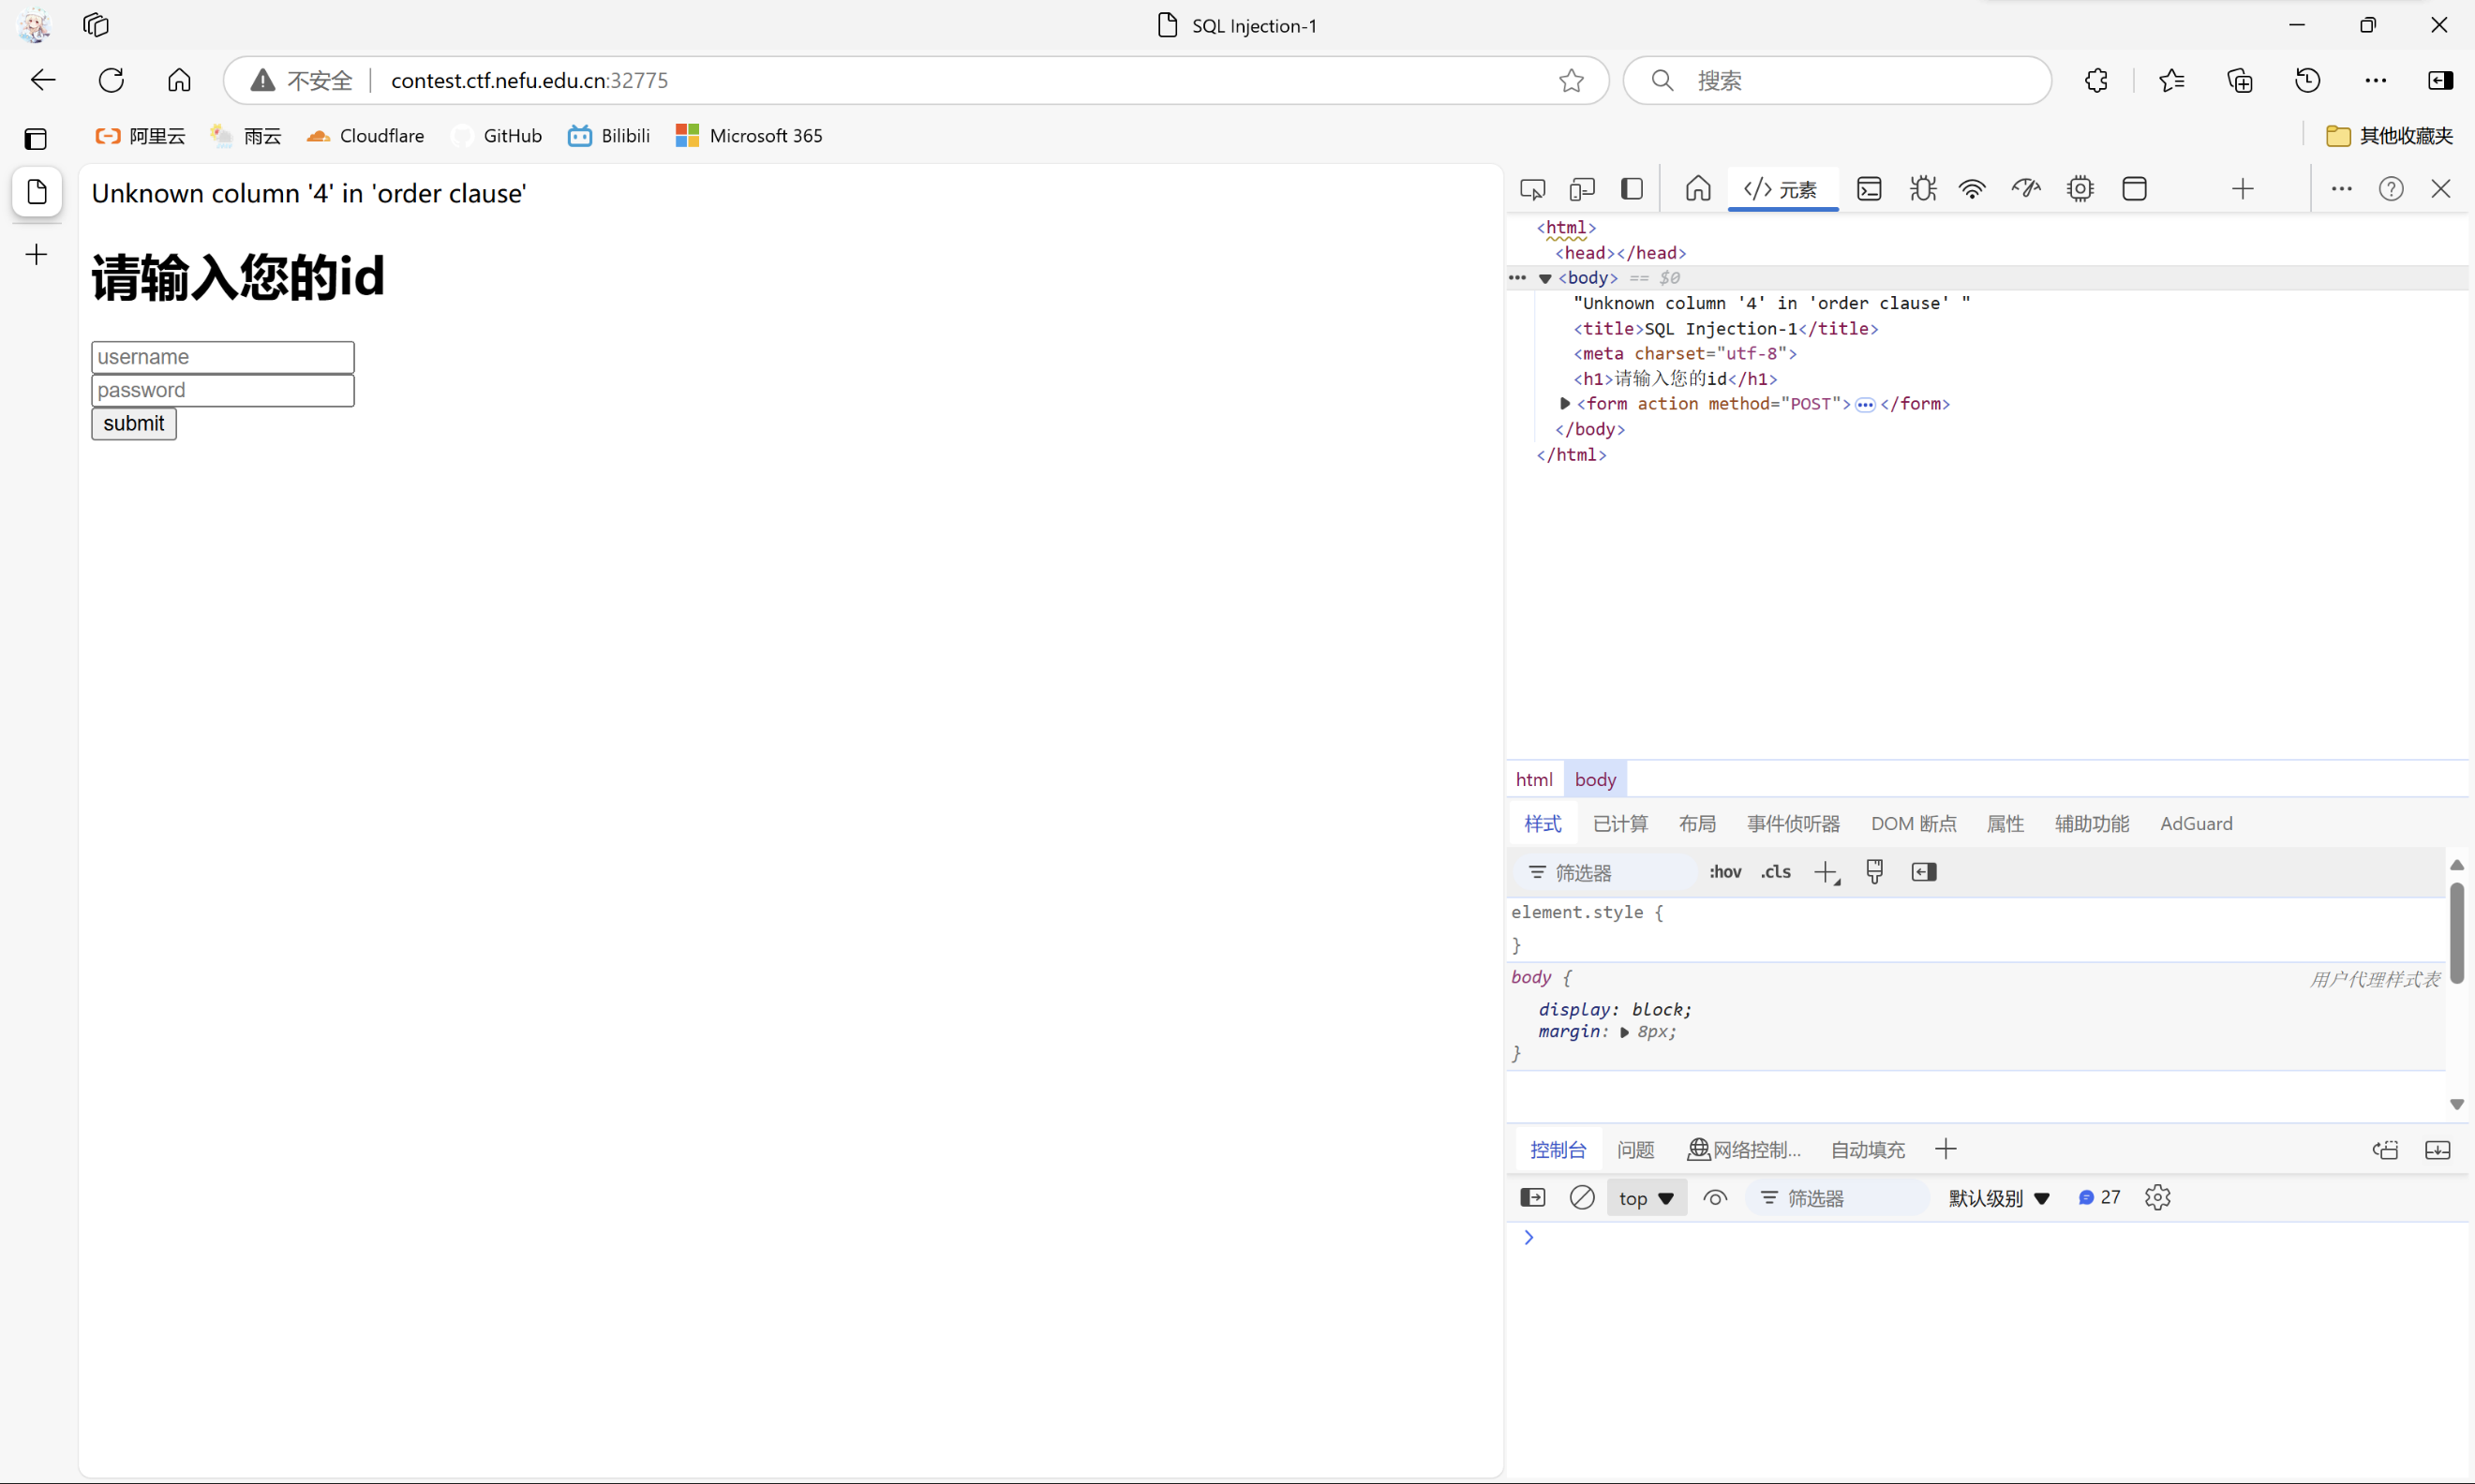 SQL Injection-1
不安全
contest.ctf.nefu.edu.cn:32775
搜索
阿里云
雨云
Cloudflare
GitHub
Bilibili
Microsoft 365
其他收藏夹
Unknown column '4' in 'order clause'
请输入您的id
username
password
submit
</> 元素
<html>
<head></head>
<body> == $0
"Unknown column '4' in 'order clause' "
<title>SQL Injection-1</title>
<meta charset="utf-8">
<h1>请输入您的id</h1>
<form action method="POST">…</form>
</body>
</html>
html body
样式 已计算 布局 事件侦听器 DOM 断点 属性 辅助功能 AdGuard
筛选器 :hov .cls
element.style {
}
body { 用户代理样式表
display: block;
margin: 8px;
}
控制台 问题 网络控制... 自动填充
top 筛选器 默认级别 27